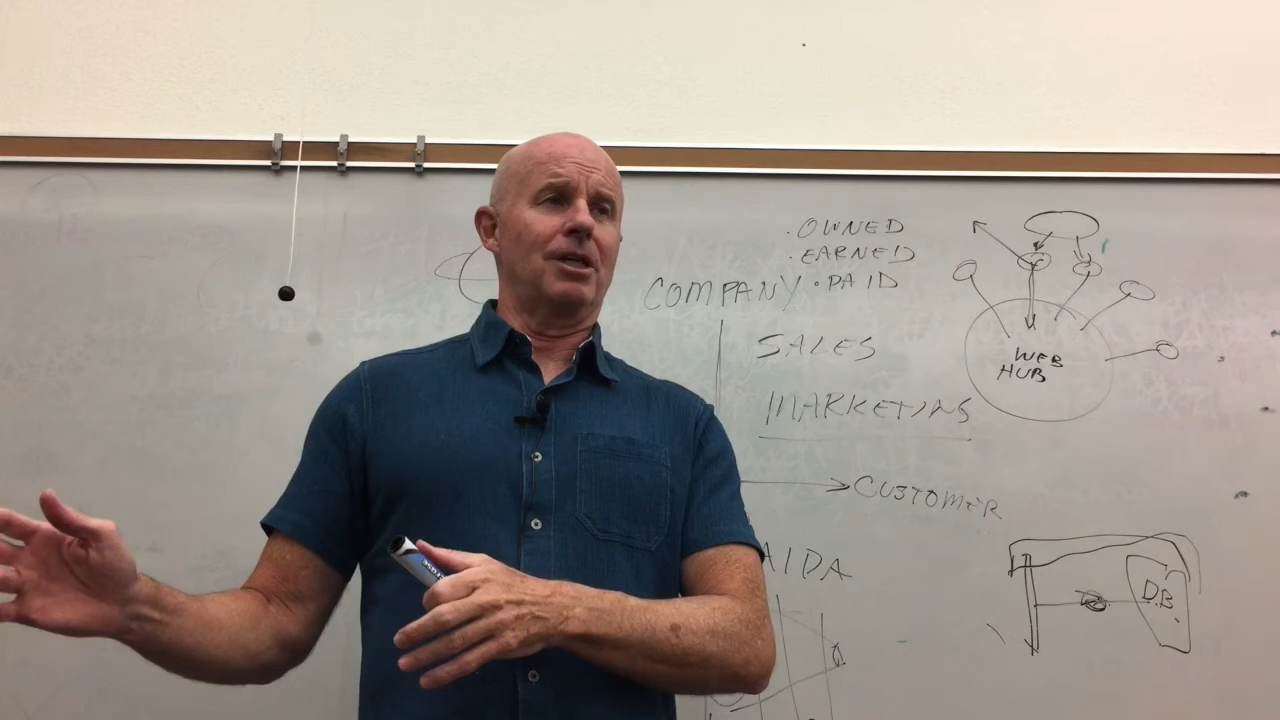 . OWNED
. EARNED
COMPANY . PAID
SALES
MARKETING
CUSTOMER
AIDA
WEB
HUB
D.B